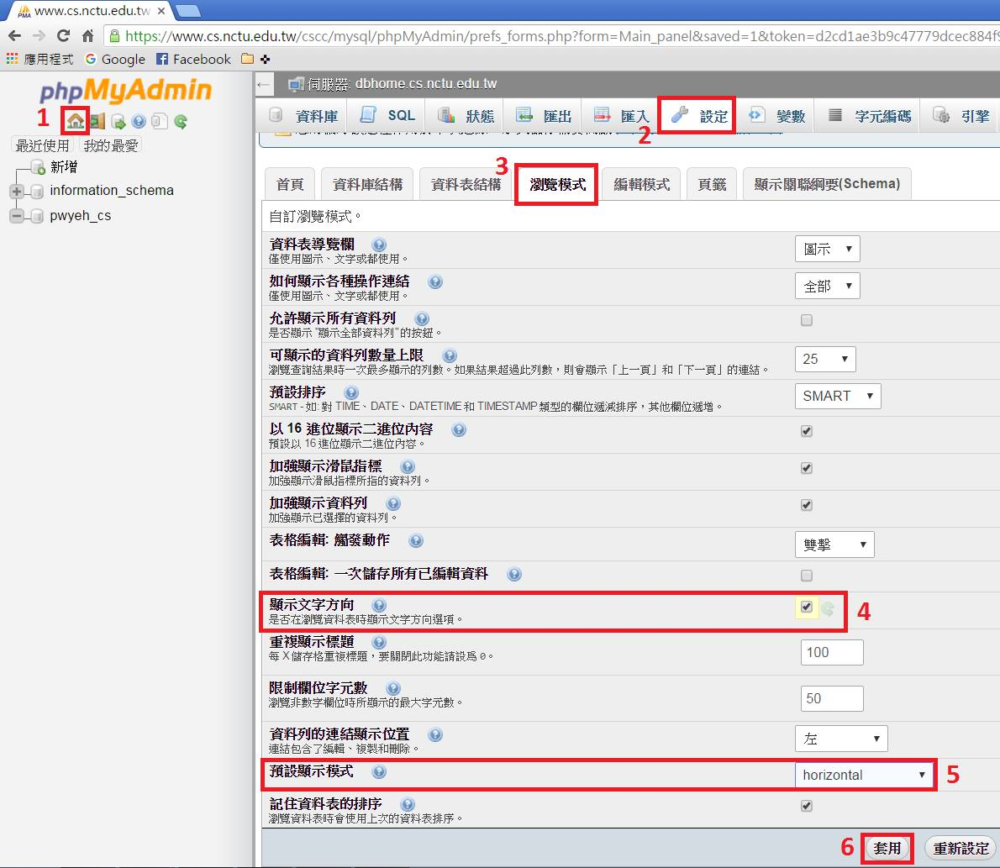 www.cs.nctu.edu.tw
https://www.cs.nctu.edu.tw/cscc/mysql/phpMyAdmin/prefs_forms.php?form=Main_panel&saved=1&token=d2cd1ae3b9c47779dcec884f9
應用程式 Google Facebook
phpMyAdmin
1
最近使用 我的最愛
新增
information_schema
pwyeh_cs
伺服器: dbhome.cs.nctu.edu.tw
資料庫 SQL 狀態 匯出 匯入 設定 變數 字元編碼 引擎
2
3
首頁 資料庫結構 資料表結構 瀏覽模式 編輯模式 頁籤 顯示關聯綱要(Schema)
自訂瀏覽模式。
資料表導覽欄 圖示
僅使用圖示、文字或都使用。
如何顯示各種操作連結 全部
僅使用圖示、文字或都使用。
允許顯示所有資料列
是否顯示 "顯示全部資料列" 的按鈕。
可顯示的資料列數量上限 25
瀏覽查詢結果時一次最多顯示的列數。如果結果超過此列數，則會顯示「上一頁」和「下一頁」的連結。
預設排序 SMART
SMART - 如: 對 TIME、DATE、DATETIME 和 TIMESTAMP 類型的欄位遞減排序，其他欄位遞增。
以 16 進位顯示二進位內容
預設以 16 進位顯示二進位內容。
加強顯示滑鼠指標
加強顯示滑鼠指標所指的資料列。
加強顯示資料列
加強顯示已選擇的資料列。
表格編輯: 觸發動作 雙擊
表格編輯: 一次儲存所有已編輯資料
顯示文字方向
是否在瀏覽資料表時顯示文字方向選項。
4
重複顯示標題 100
每 X 儲存格重複標題，要關閉此功能請設為 0。
限制欄位字元數 50
瀏覽非數字欄位時所顯示的最大字元數。
資料列的連結顯示位置 左
連結包含了編輯、複製和刪除。
預設顯示模式 horizontal
5
記住資料表的排序
瀏覽資料表時會使用上次的資料表排序。
6 套用 重新設定